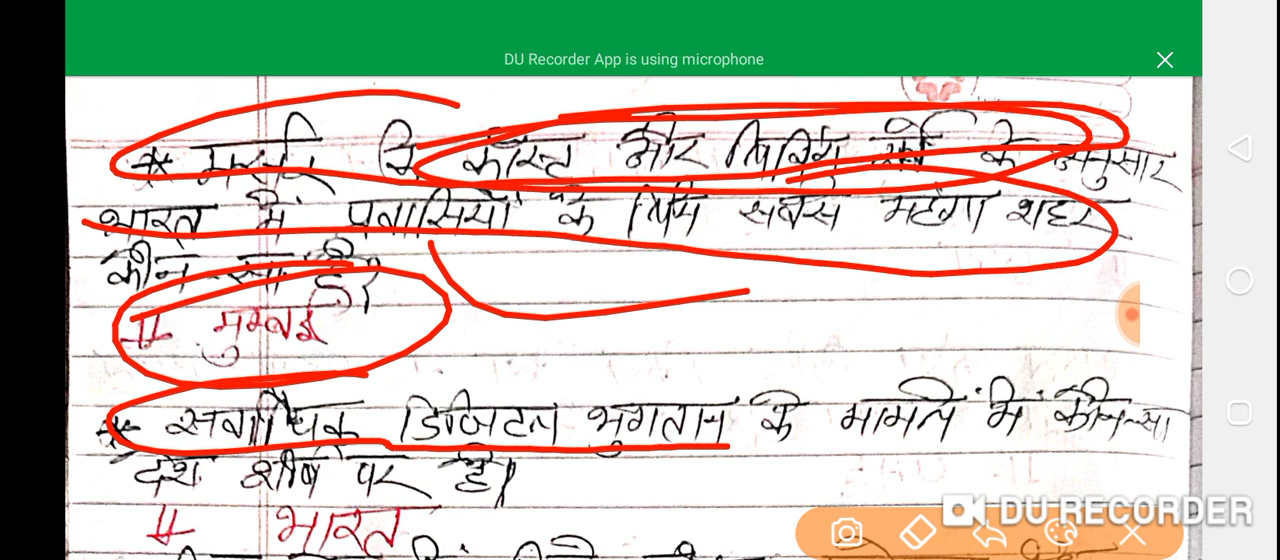 DU Recorder App is using microphone
* मर्सर कॉस्ट ऑफ लिविंग सर्वे के अनुसार
भारत में प्रवासियों के लिए सबसे महंगा शहर
कौन-सा है?
मुम्बई
* सर्वाधिक डिजिटल भुगतान के मामले में कौन-सा
देश शीर्ष पर है।
भारत
DU RECORDER